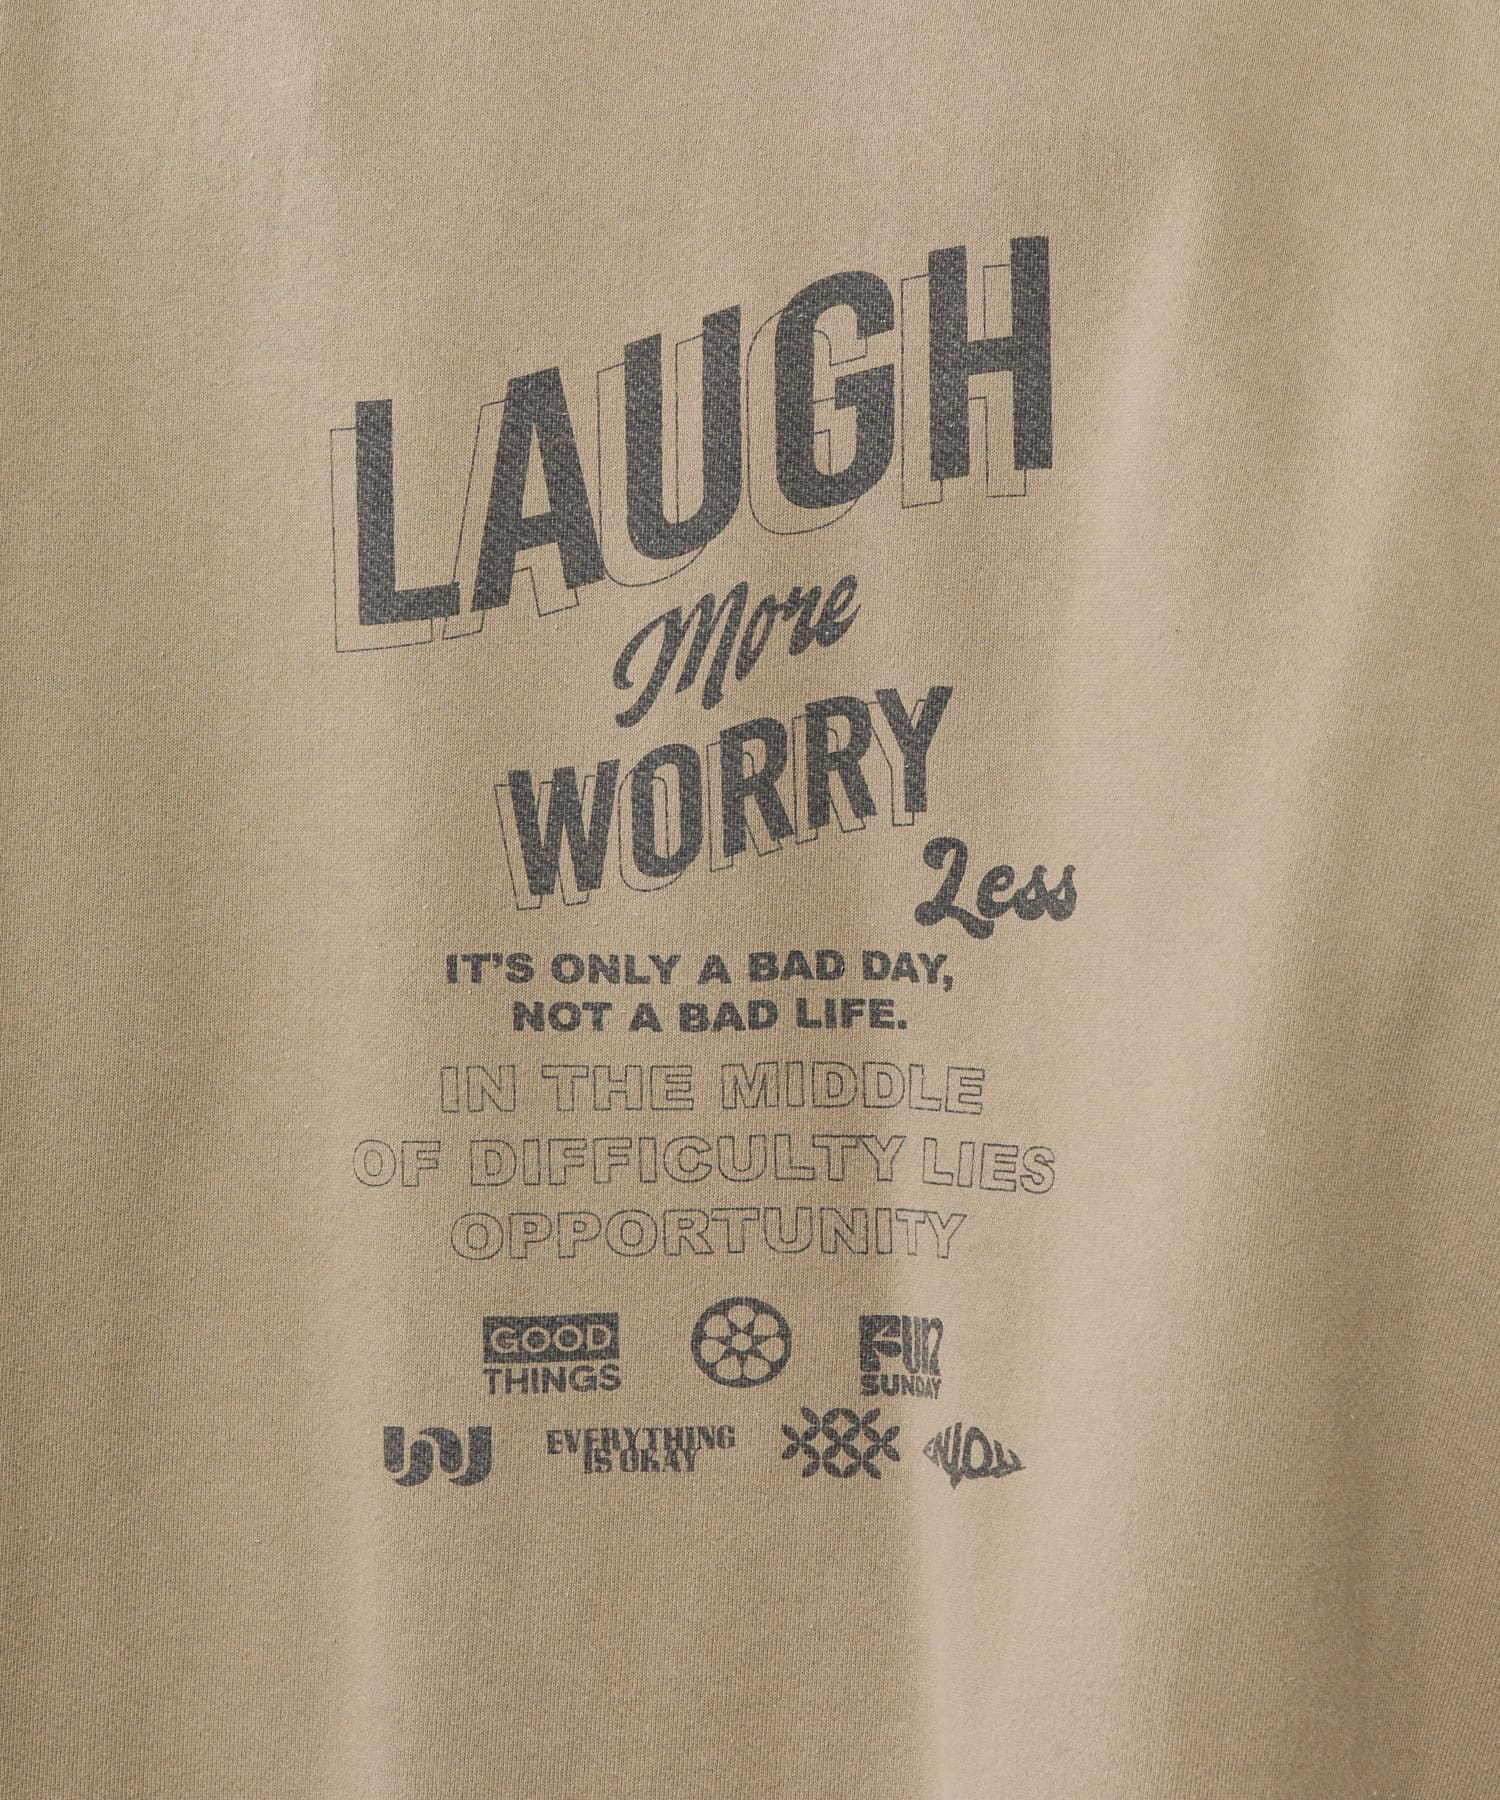 LAUGH
More
WORRY
Less
IT'S ONLY A BAD DAY,
NOT A BAD LIFE.
IN THE MIDDLE
OF DIFFICULTY LIES
OPPORTUNITY
GOOD
THINGS
FUN
SUNDAY
EVERYTHING
IS OKAY
ENJOY